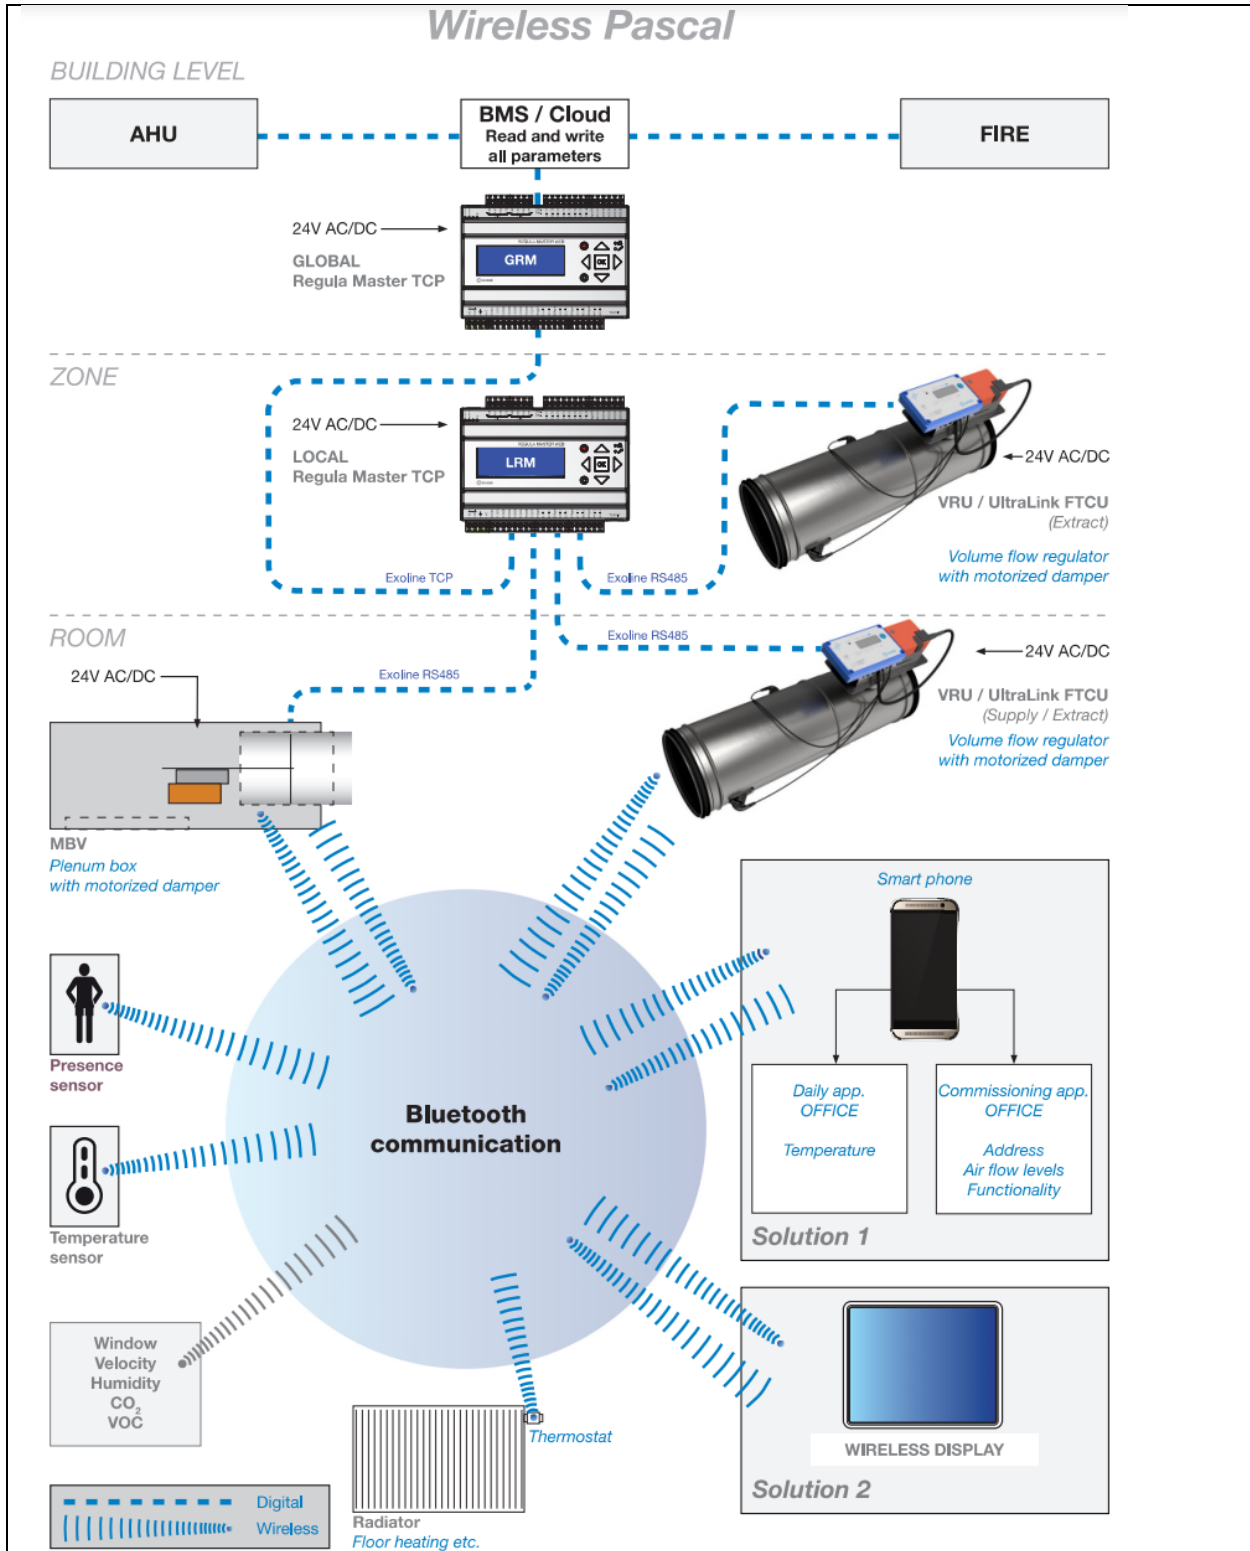 Wireless Pascal
BUILDING LEVEL
AHU
BMS / Cloud
Read and write
all parameters
FIRE
24V AC/DC
GLOBAL
Regula Master TCP
GRM
OK
ZONE
24V AC/DC
LOCAL
Regula Master TCP
REGULA MASTER WEB
LRM
OK
24V AC/DC
VRU / UltraLink FTCU
(Extract)
Volume flow regulator
with motorized damper
Exoline TCP
Exoline RS485
ROOM
Exoline RS485
24V AC/DC
24V AC/DC
Exoline RS485
VRU / UltraLink FTCU
(Supply / Extract)
Volume flow regulator
with motorized damper
MBV
Plenum box
with motorized damper
Smart phone
Presence
sensor
Daily app.
OFFICE
Temperature
Commissioning app.
OFFICE
Address
Air flow levels
Functionality
Bluetooth
communication
Temperature
sensor
Solution 1
Window
Velocity
Humidity
CO₂
VOC
Thermostat
WIRELESS DISPLAY
Solution 2
Digital
Wireless
Radiator
Floor heating etc.